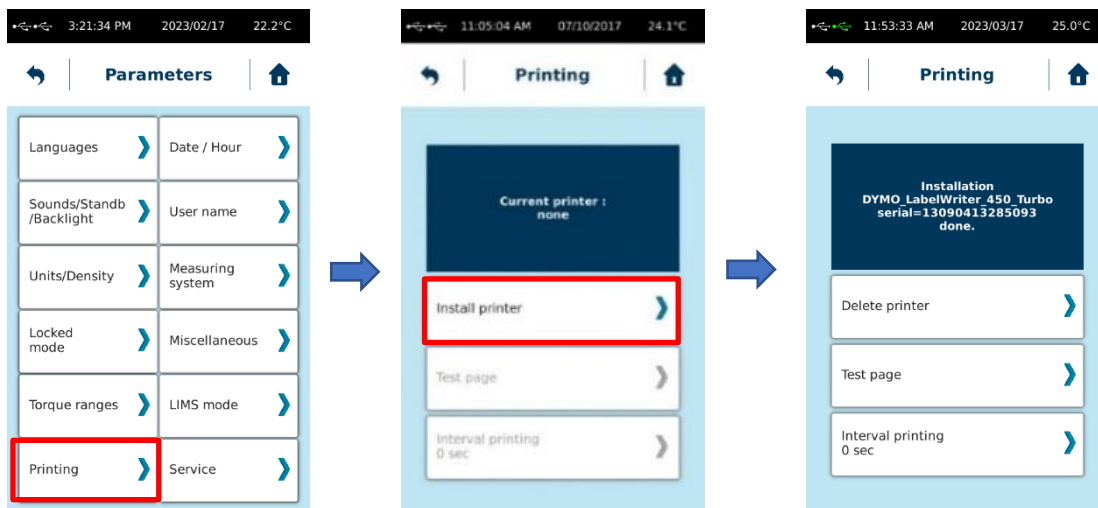 3:21:34 PM 2023/02/17 22.2°C
Parameters
Languages
Date / Hour
Sounds/Standb
/Backlight
User name
Units/Density
Measuring
system
Locked
mode
Miscellaneous
Torque ranges
LIMS mode
Printing
Service
11:05:04 AM 07/10/2017 24.1°C
Printing
Current printer :
none
Install printer
Test page
Interval printing
0 sec
11:53:33 AM 2023/03/17 25.0°C
Printing
Installation
DYMO_LabelWriter_450_Turbo
serial=13090413285093
done.
Delete printer
Test page
Interval printing
0 sec